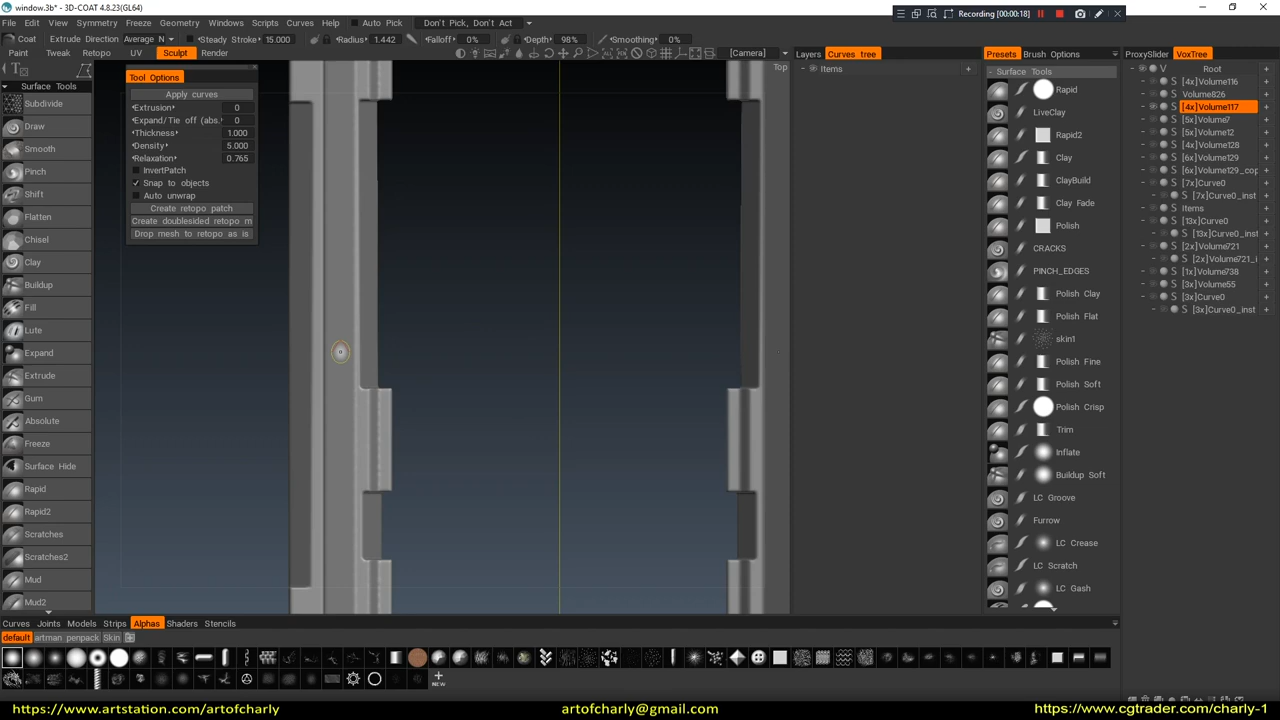 window.3b* - 3D-COAT 4.8.23(GL64)
Recording [00:00:18]
File Edit View Symmetry Freeze Geometry Windows Scripts Curves Help Auto Pick Don't Pick, Don't Act
Coat Border Distortion Average N Steady Stroke 15.000 Radius 1.442 Falloff 0% Depth 98% Smoothing 0%
Paint Tweak Retopo UV Sculpt Render [Camera] Layers Curves tree Presets Brush Options ProxySlider VoxTree
Top
Tool Options
Apply curves
Extrusion 0
Expand/Tie off (abs. 0
Thickness 1.000
Density 5.000
Relaxation 0.765
InvertPatch
Snap to objects
Auto unwrap
Create retopo patch
Create doublesided retopo m
Drop mesh to retopo as is
Surface Tools
Subdivide
Draw
Smooth
Pinch
Shift
Flatten
Chisel
Clay
Buildup
Fill
Lute
Expand
Extrude
Gum
Absolute
Freeze
Surface Hide
Rapid
Rapid2
Scratches
Scratches2
Mud
Mud2
Items
Surface Tools
Rapid
LiveClay
Rapid2
Clay
ClayBuild
Clay Fade
Polish
CRACKS
PINCH_EDGES
Polish Clay
Polish Flat
skin1
Polish Fine
Polish Soft
Polish Crisp
Trim
Inflate
Buildup Soft
LC Groove
Furrow
LC Crease
LC Scratch
LC Gash
V Root
S [4x]Volume116
Volume826
S [4x]Volume117
S [5x]Volume7
S [5x]Volume12
S [4x]Volume128
S [6x]Volume129
S [6x]Volume129_cop
S [7x]Curve0
S [7x]Curve0_inst
S Items
S [13x]Curve0
S [13x]Curve0_inst
S [2x]Volume721
S [2x]Volume721_i
S [1x]Volume738
S [3x]Volume55
S [3x]Curve0
S [3x]Curve0_inst
Curves Joints Models Strips Alphas Shaders Stencils
default artman penpack Skin
NEW
https://www.artstation.com/artofcharly artofcharly@gmail.com https://www.cgtrader.com/charly-1